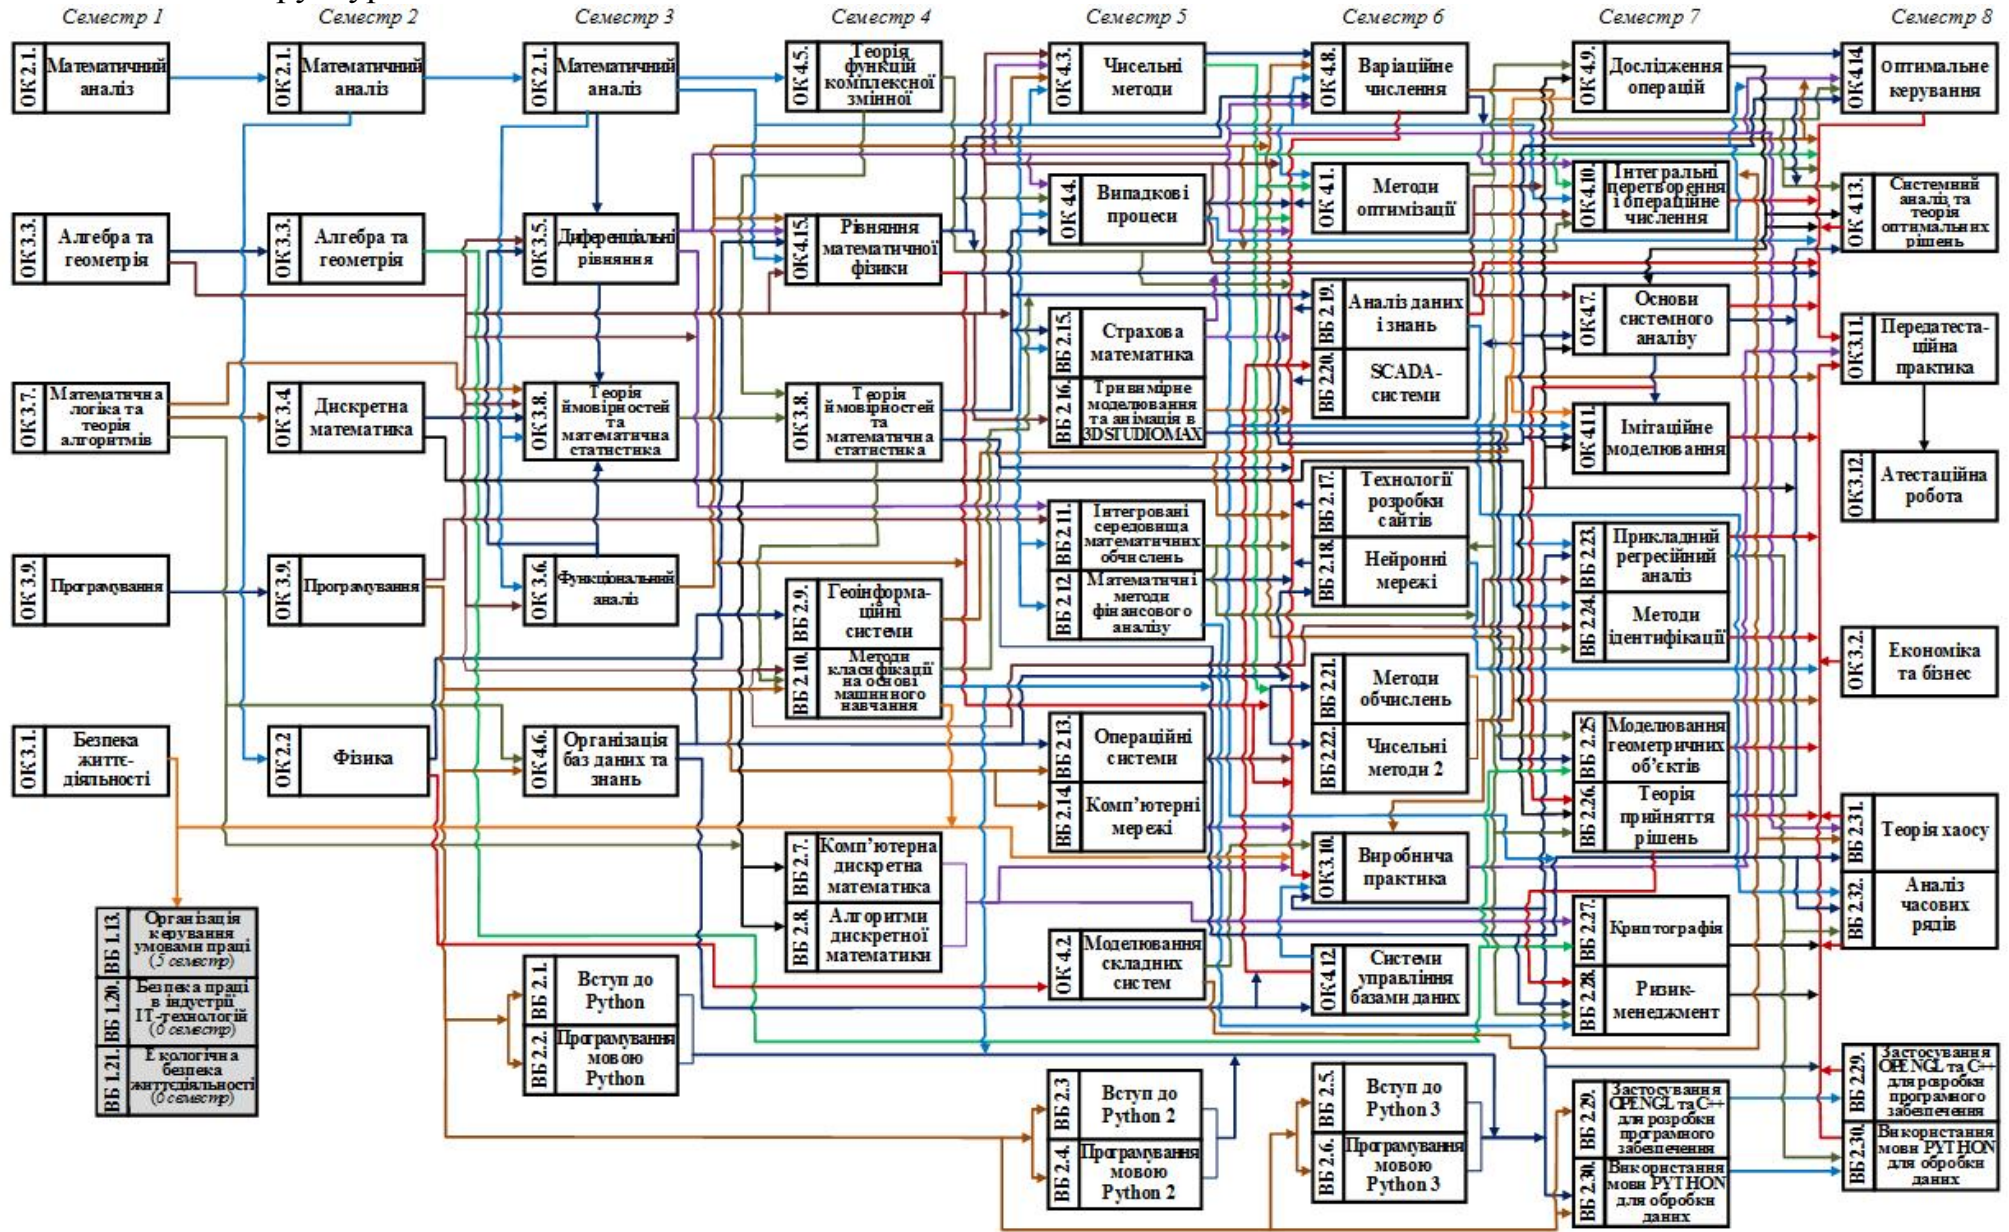 Семестр 1
Семестр 2
Семестр 3
Семестр 4
Семестр 5
Семестр 6
Семестр 7
Семестр 8
ОК 2.1.
Математичний
аналіз
ОК 3.3.
Алгебра та
геометрія
ОК 3.7.
Математична
логіка та
теорія
алгоритмів
ОК 3.9.
Програмування
ОК 3.1.
Безпека
життє-
діяльності
ВБ 1.13.
Організація
керування
умовами праці
(5 семестр)
ВБ 1.20.
Безпека праці
в індустрії
ІТ-технологій
(6 семестр)
ВБ 1.21.
Екологічна
безпека
життєдіяльності
(6 семестр)
ОК 2.1.
Математичний
аналіз
ОК 3.3.
Алгебра та
геометрія
ОК 3.4.
Дискретна
математика
ОК 3.9.
Програмування
ОК 2.2
Фізика
ОК 2.1.
Математичний
аналіз
ОК 3.5.
Диференціальні
рівняння
ОК 3.8.
Теорія
ймовірностей
та
математична
статистика
ОК 3.6.
Функціональний
аналіз
ОК 4.6.
Організація
баз даних та
знань
ВБ 2.1.
Вступ до
Python
ВБ 2.2.
Програмування
мовою
Python
ОК 4.5.
Теорія
функцій
комплексної
змінної
ОК 4.15.
Рівняння
математичної
фізики
ОК 3.8.
Теорія
ймовірностей
та
математична
статистика
ВБ 2.9.
Геоінформа-
ційні
системи
ВБ 2.10.
Методи
класифікації
на основі
машинного
навчання
ВБ 2.7.
Комп’ютерна
дискретна
математика
ВБ 2.8.
Алгоритми
дискретної
математики
ОК 4.3.
Чисельні
методи
ОК 4.4.
Випадкові
процеси
ВБ 2.15.
Страхова
математика
ВБ 2.16.
Тривимірне
моделювання
та анімація в
3DSTUDIOMAX
ВБ 2.11.
Інтегровані
середовища
математичних
обчислень
ВБ 2.12.
Математичні
методи
фінансового
аналізу
ВБ 2.13.
Операційні
системи
ВБ 2.14.
Комп’ютерні
мережі
ОК 4.2.
Моделювання
складних
систем
ВБ 2.3
Вступ до
Python 2
ВБ 2.4.
Програмування
мовою
Python 2
ОК 4.8.
Варіаційне
числення
ОК 4.1.
Методи
оптимізації
ВБ 2.19.
Аналіз даних
і знань
ВБ 2.20.
SCADA-
системи
ВБ 2.17.
Технології
розробки
сайтів
ВБ 2.18.
Нейронні
мережі
ВБ 2.21.
Методи
обчислень
ВБ 2.22.
Чисельні
методи 2
ОК 3.10.
Виробнича
практика
ОК 4.12
Системи
управління
базами даних
ВБ 2.5.
Вступ до
Python 3
ВБ 2.6.
Програмування
мовою
Python 3
ОК 4.9.
Дослідження
операцій
ОК 4.10.
Інтегральні
перетворення
і операційне
числення
ОК 4.7.
Основи
системного
аналізу
ОК 4.11.
Імітаційне
моделювання
ВБ 2.23.
Прикладний
регресійний
аналіз
ВБ 2.24.
Методи
ідентифікації
ВБ 2.25.
Моделювання
геометричних
об’єктів
ВБ 2.26.
Теорія
прийняття
рішень
ВБ 2.27.
Криптографія
ВБ 2.28.
Ризик-
менеджмент
ВБ 2.29.
Застосування
OPENGL та C++
для розробки
програмного
забезпечення
ВБ 2.30.
Використання
мови PYTHON
для обробки
даних
ОК 4.14.
Оптимальне
керування
ОК 4.13.
Системний
аналіз та
теорія
оптимальних
рішень
ОК 3.11.
Передатеста-
ційна
практика
ОК 3.12.
Атестаційна
робота
ОК 3.2.
Економіка
та бізнес
ВБ 2.31.
Теорія хаосу
ВБ 2.32.
Аналіз
часових
рядів
ВБ 2.29.
Застосування
OPENGL та C++
для розробки
програмного
забезпечення
ВБ 2.30.
Використання
мови PYTHON
для обробки
даних